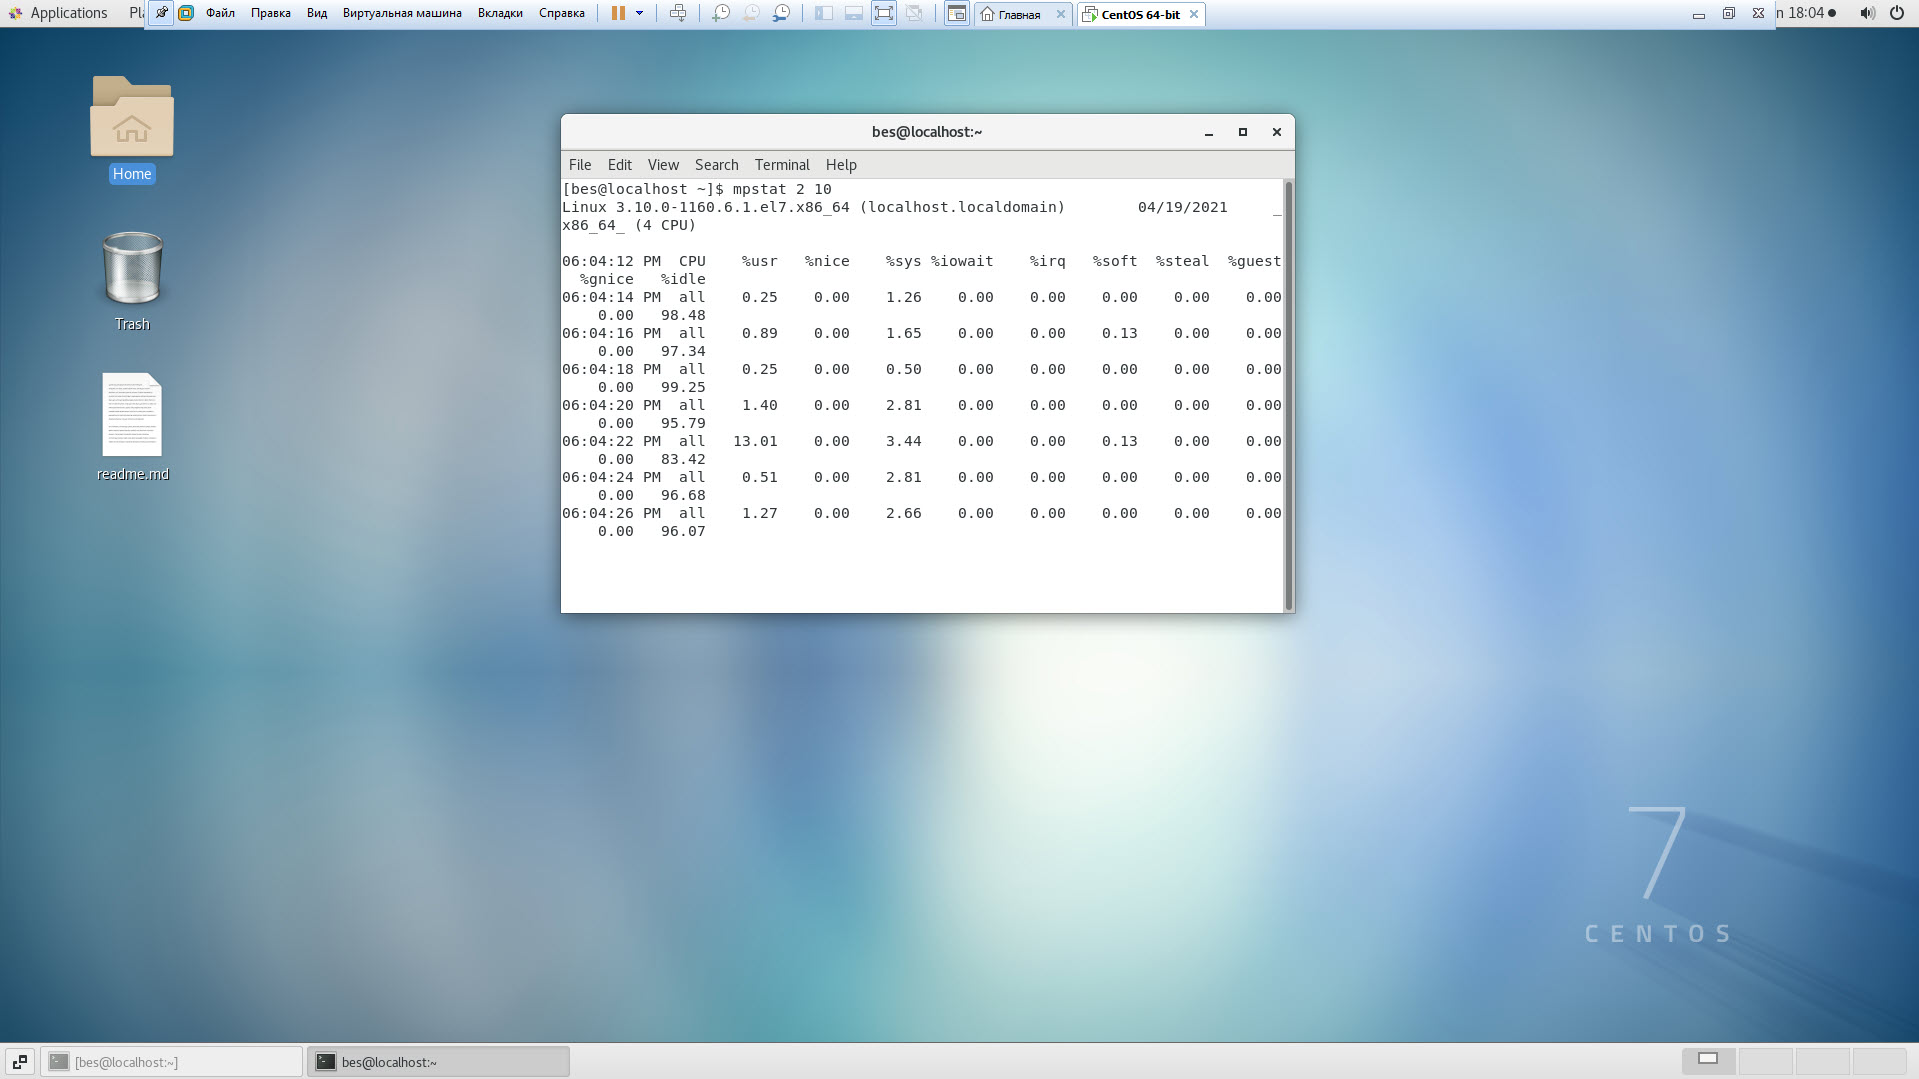 Applications Pl Файл Правка Вид Виртуальная машина Вкладки Справка Главная CentOS 64-bit 18:04
Home
Trash
readme.md
bes@localhost:~
File Edit View Search Terminal Help
[bes@localhost ~]$ mpstat 2 10
Linux 3.10.0-1160.6.1.el7.x86_64 (localhost.localdomain) 04/19/2021 _
x86_64_ (4 CPU)
06:04:12 PM CPU %usr %nice %sys %iowait %irq %soft %steal %guest
%gnice %idle
06:04:14 PM all 0.25 0.00 1.26 0.00 0.00 0.00 0.00 0.00
0.00 98.48
06:04:16 PM all 0.89 0.00 1.65 0.00 0.00 0.13 0.00 0.00
0.00 97.34
06:04:18 PM all 0.25 0.00 0.50 0.00 0.00 0.00 0.00 0.00
0.00 99.25
06:04:20 PM all 1.40 0.00 2.81 0.00 0.00 0.00 0.00 0.00
0.00 95.79
06:04:22 PM all 13.01 0.00 3.44 0.00 0.00 0.13 0.00 0.00
0.00 83.42
06:04:24 PM all 0.51 0.00 2.81 0.00 0.00 0.00 0.00 0.00
0.00 96.68
06:04:26 PM all 1.27 0.00 2.66 0.00 0.00 0.00 0.00 0.00
0.00 96.07
7
CENTOS
[bes@localhost:~] bes@localhost:~